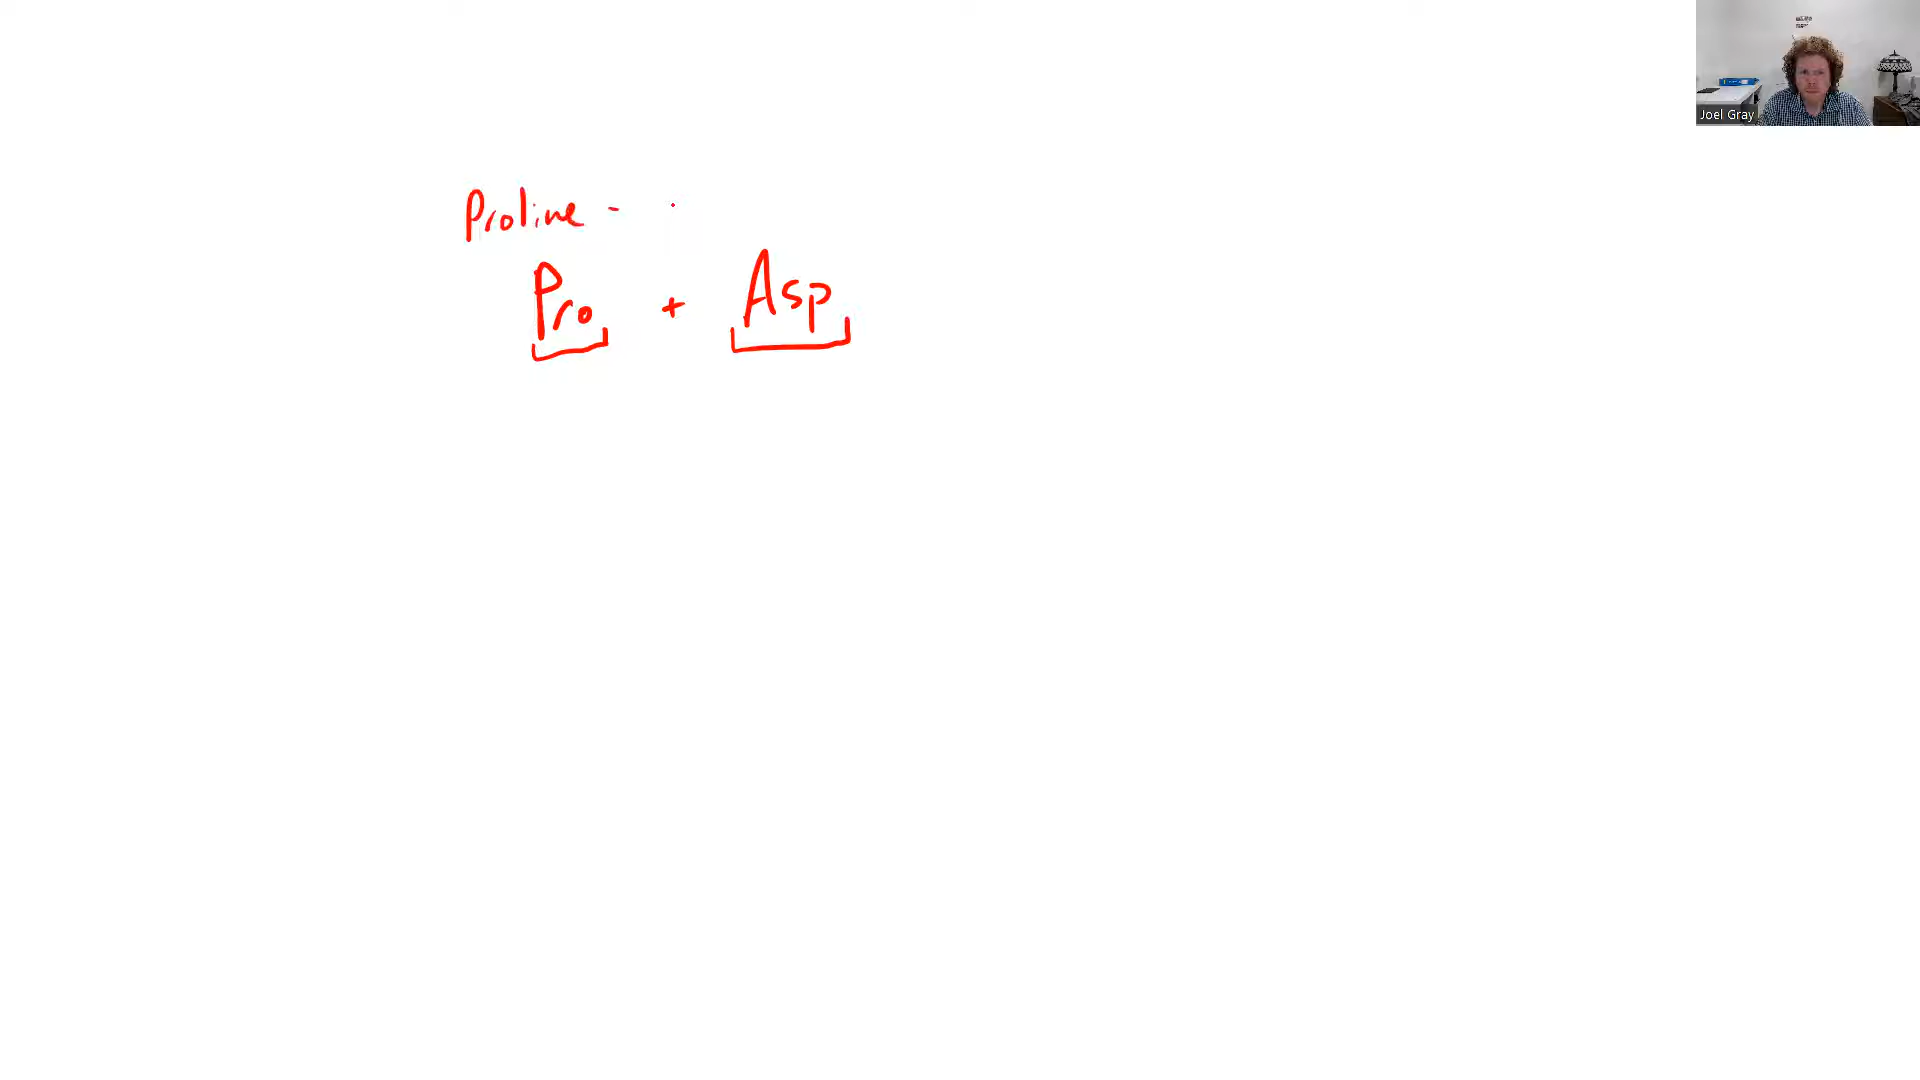 Joel Gray
Proline -
Pro + Asp